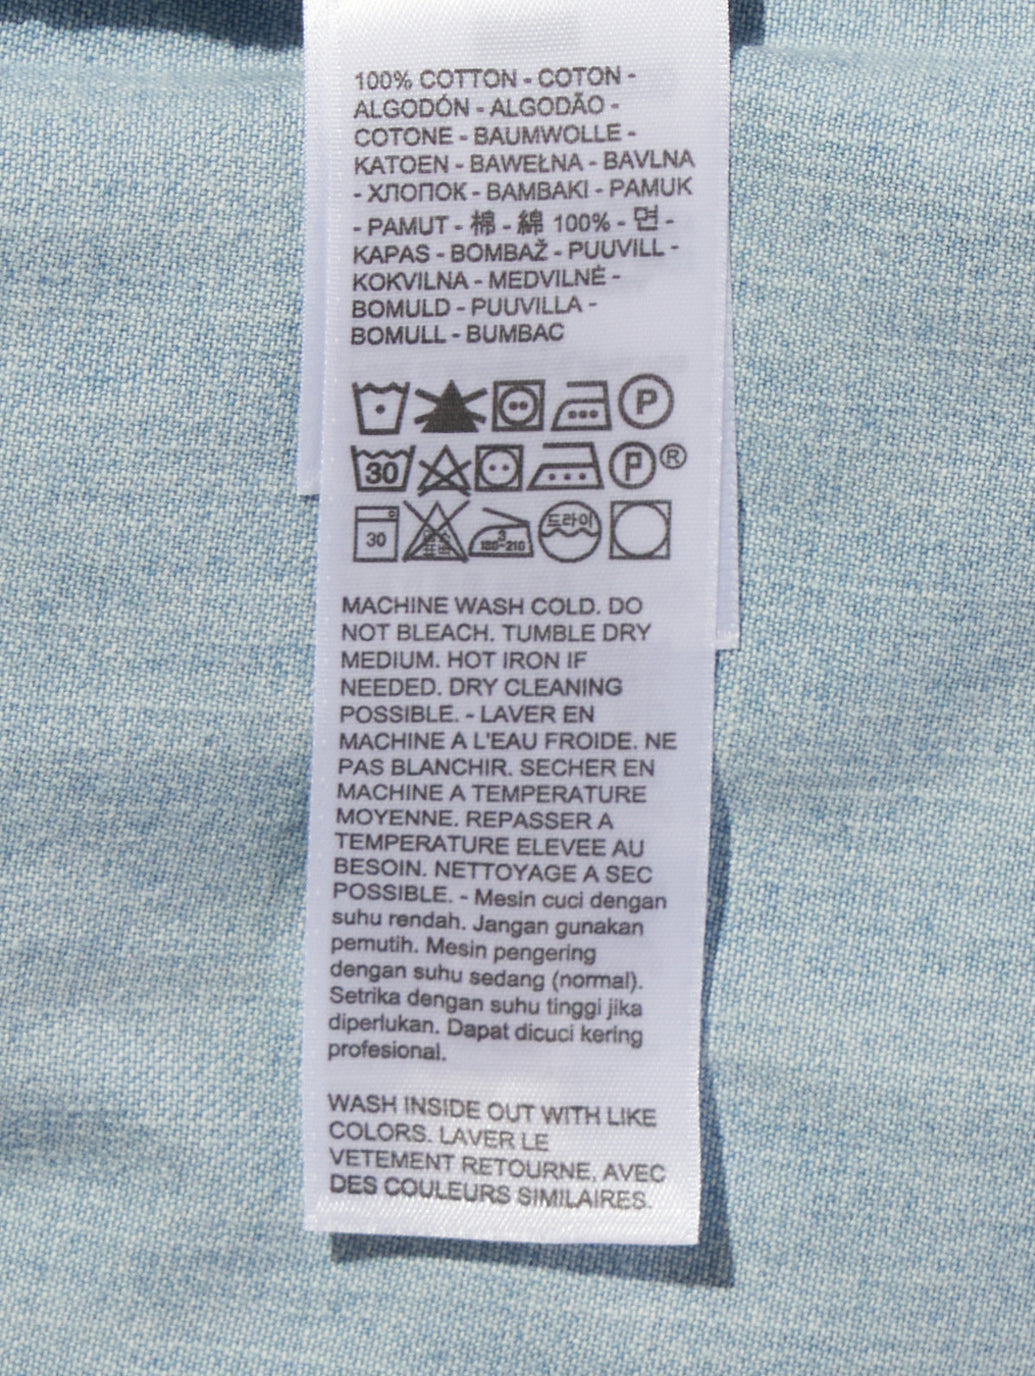 100% COTTON - COTON -
ALGODÓN - ALGODÃO -
COTONE - BAUMWOLLE -
KATOEN - BAWEŁNA - BAVLNA
- ХЛОПОК - BAMBAKI - PAMUK
- PAMUT - 棉 - 綿 100% - 면 -
KAPAS - BOMBAŽ - PUUVILL -
KOKVILNA - MEDVILNĖ -
BOMULD - PUUVILLA -
BOMULL - BUMBAC
P
30 P ®
30 3 180-210 드라이
MACHINE WASH COLD. DO
NOT BLEACH. TUMBLE DRY
MEDIUM. HOT IRON IF
NEEDED. DRY CLEANING
POSSIBLE. - LAVER EN
MACHINE A L'EAU FROIDE. NE
PAS BLANCHIR. SECHER EN
MACHINE A TEMPERATURE
MOYENNE. REPASSER A
TEMPERATURE ELEVEE AU
BESOIN. NETTOYAGE A SEC
POSSIBLE. - Mesin cuci dengan
suhu rendah. Jangan gunakan
pemutih. Mesin pengering
dengan suhu sedang (normal).
Setrika dengan suhu tinggi jika
diperlukan. Dapat dicuci kering
profesional.
WASH INSIDE OUT WITH LIKE
COLORS. LAVER LE
VETEMENT RETOURNE, AVEC
DES COULEURS SIMILAIRES.